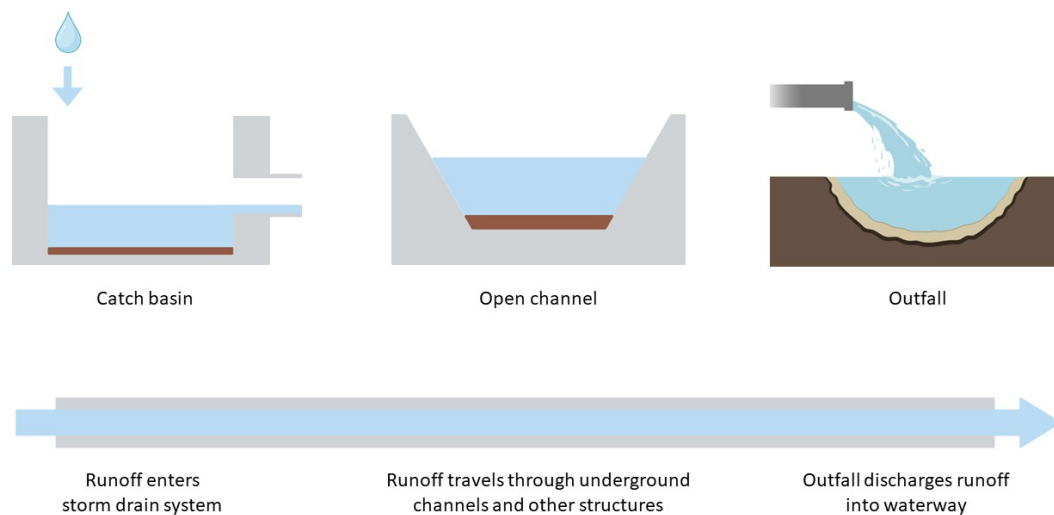 Catch basin
Open channel
Outfall
Runoff enters
storm drain system
Runoff travels through underground
channels and other structures
Outfall discharges runoff
into waterway